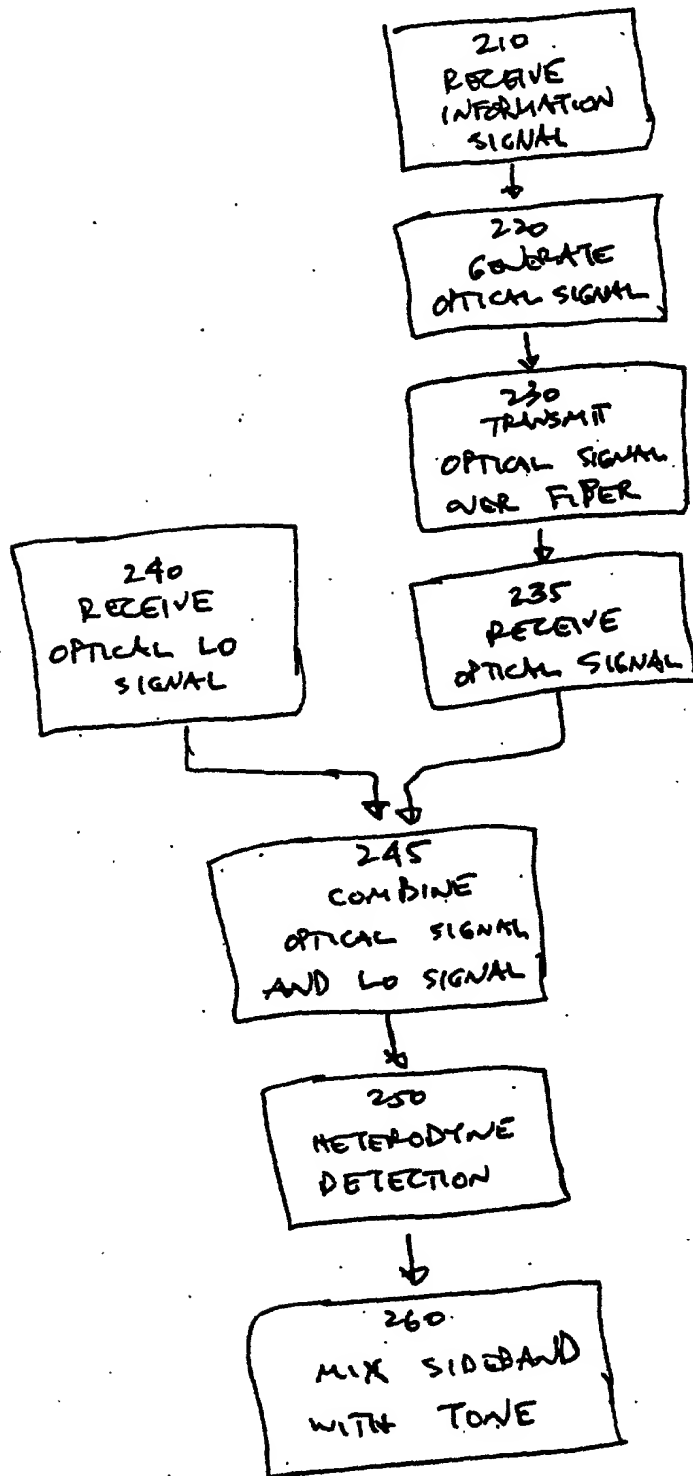 210
RECEIVE
INFORMATION
SIGNAL
220
GENERATE
OPTICAL SIGNAL
230
TRANSMIT
OPTICAL SIGNAL
OVER FIBER
240
RECEIVE
OPTICAL LO
SIGNAL
235
RECEIVE
OPTICAL SIGNAL
245
COMBINE
OPTICAL SIGNAL
AND LO SIGNAL
250
HETERODYNE
DETECTION
260
MIX SIDEBAND
WITH TONE